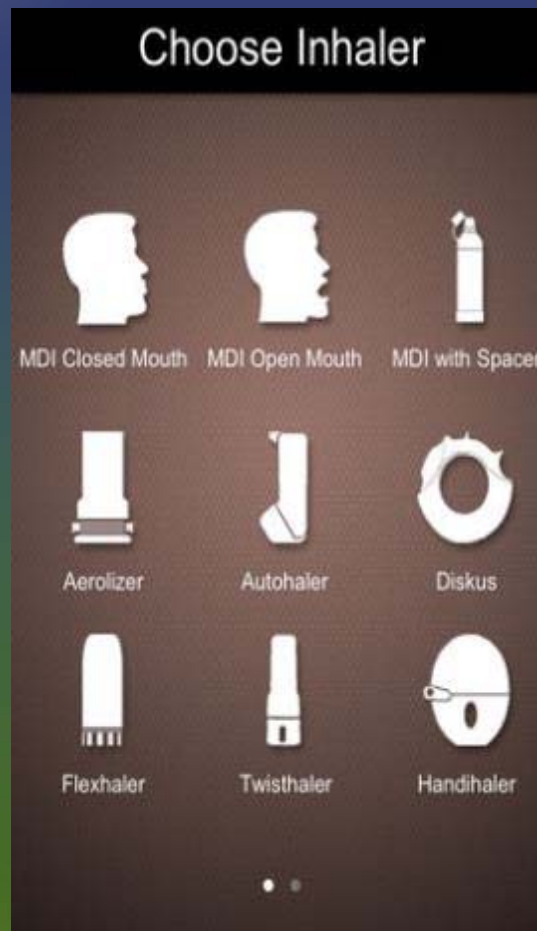 Choose Inhaler
MDI Closed Mouth MDI Open Mouth MDI with Spacer
Aerolizer Autohaler Diskus
Flexhaler Twisthaler Handihaler